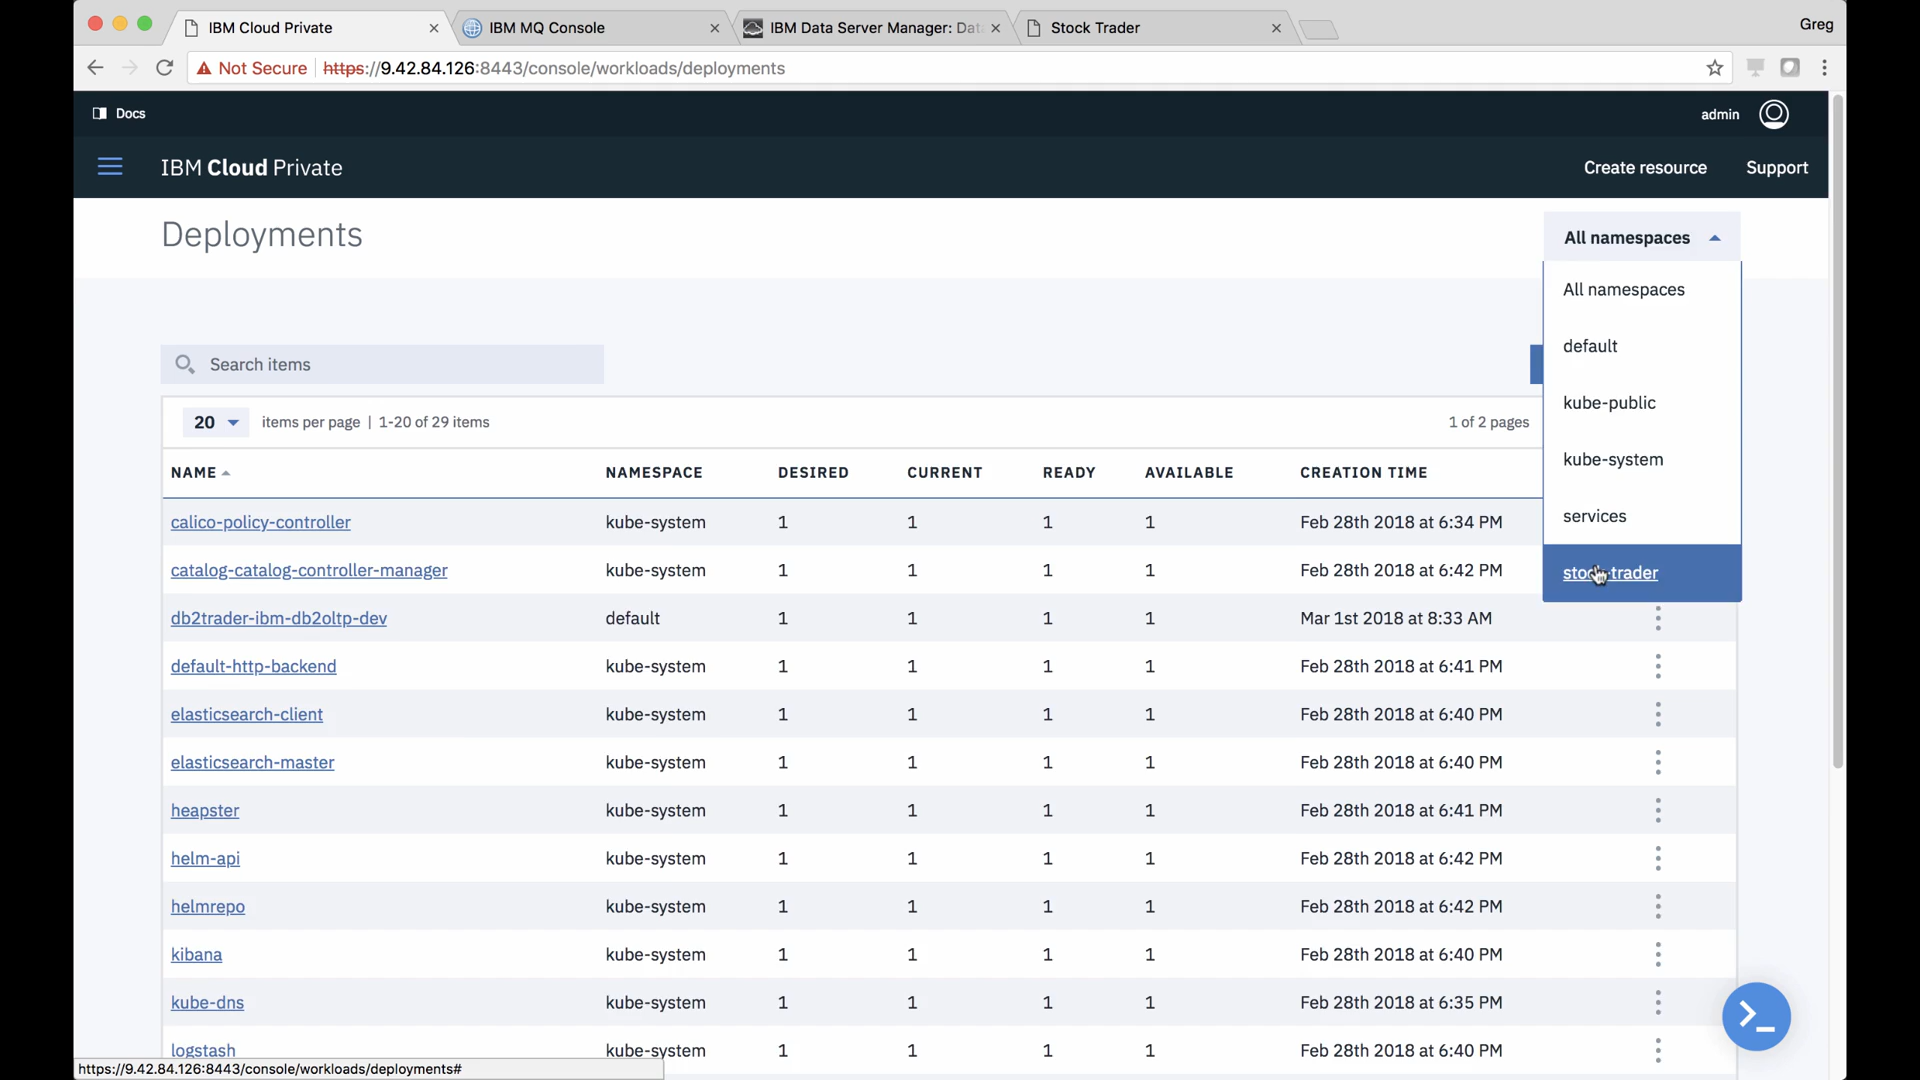 IBM Cloud Private
IBM MQ Console
IBM Data Server Manager: Dat
Stock Trader
Greg
Not Secure
https://9.42.84.126:8443/console/workloads/deployments
Docs
admin
IBM Cloud Private
Create resource
Support
Deployments
All namespaces
All namespaces
default
kube-public
kube-system
services
stock-trader
Search items
20 items per page | 1-20 of 29 items
1 of 2 pages
NAME NAMESPACE DESIRED CURRENT READY AVAILABLE CREATION TIME
calico-policy-controller kube-system 1 1 1 1 Feb 28th 2018 at 6:34 PM
catalog-catalog-controller-manager kube-system 1 1 1 1 Feb 28th 2018 at 6:42 PM
db2trader-ibm-db2oltp-dev default 1 1 1 1 Mar 1st 2018 at 8:33 AM
default-http-backend kube-system 1 1 1 1 Feb 28th 2018 at 6:41 PM
elasticsearch-client kube-system 1 1 1 1 Feb 28th 2018 at 6:40 PM
elasticsearch-master kube-system 1 1 1 1 Feb 28th 2018 at 6:40 PM
heapster kube-system 1 1 1 1 Feb 28th 2018 at 6:41 PM
helm-api kube-system 1 1 1 1 Feb 28th 2018 at 6:42 PM
helmrepo kube-system 1 1 1 1 Feb 28th 2018 at 6:42 PM
kibana kube-system 1 1 1 1 Feb 28th 2018 at 6:40 PM
kube-dns kube-system 1 1 1 1 Feb 28th 2018 at 6:35 PM
logstash kube-system 1 1 1 1 Feb 28th 2018 at 6:40 PM
https://9.42.84.126:8443/console/workloads/deployments#